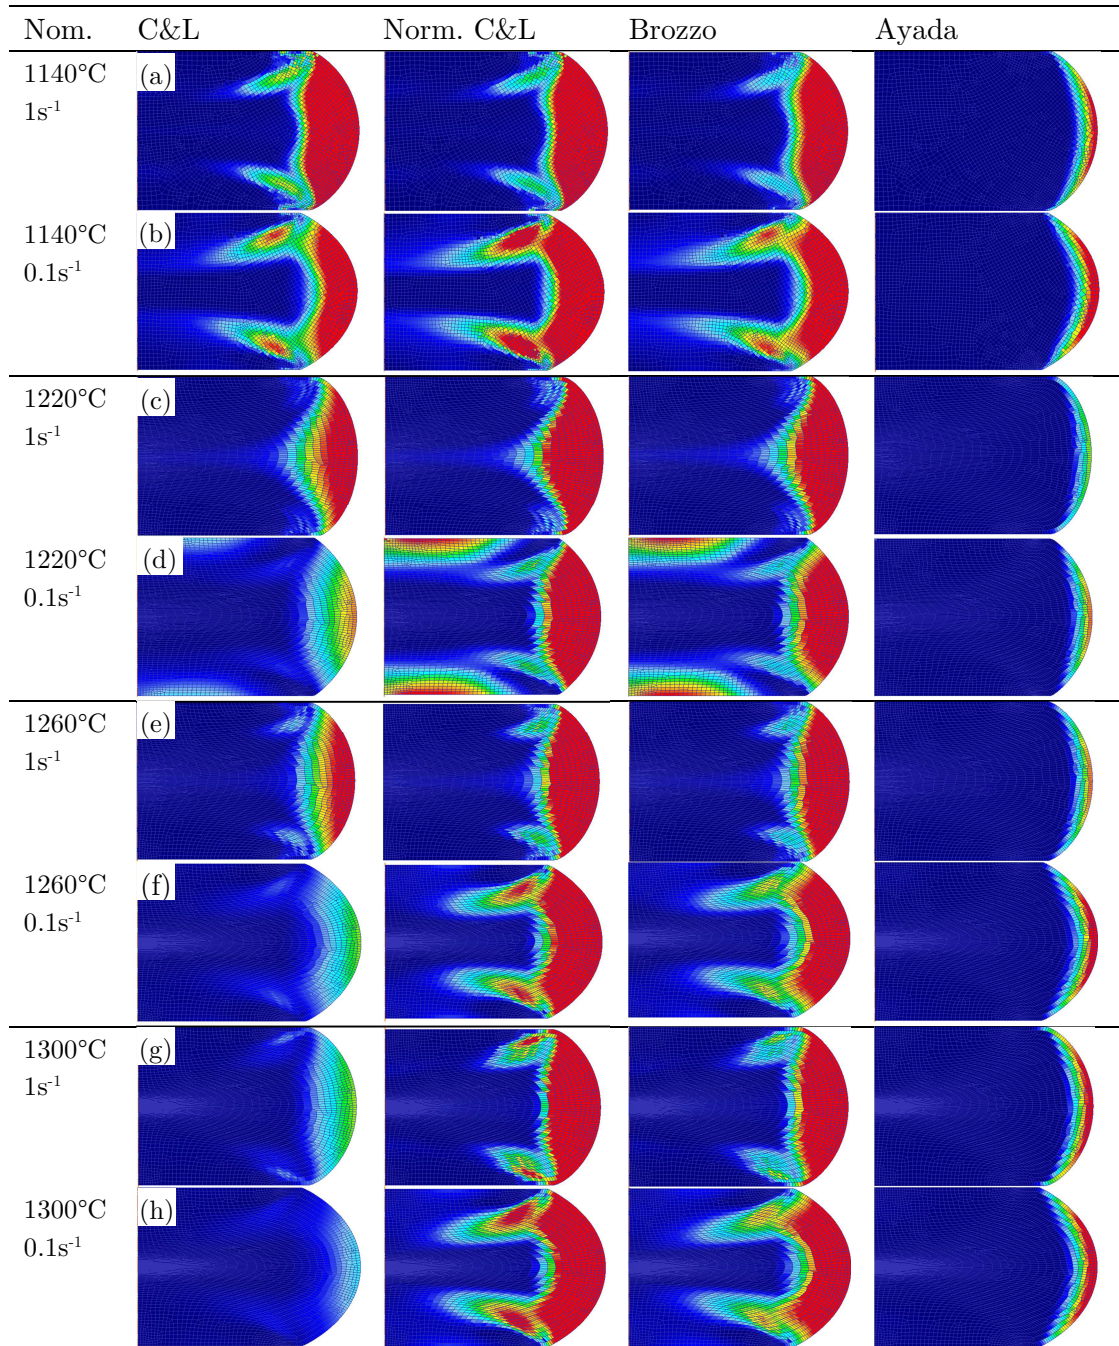 Nom. C&L Norm. C&L Brozzo Ayada
1140°C (a)
1s⁻¹
1140°C (b)
0.1s⁻¹
1220°C (c)
1s⁻¹
1220°C (d)
0.1s⁻¹
1260°C (e)
1s⁻¹
1260°C (f)
0.1s⁻¹
1300°C (g)
1s⁻¹
1300°C (h)
0.1s⁻¹